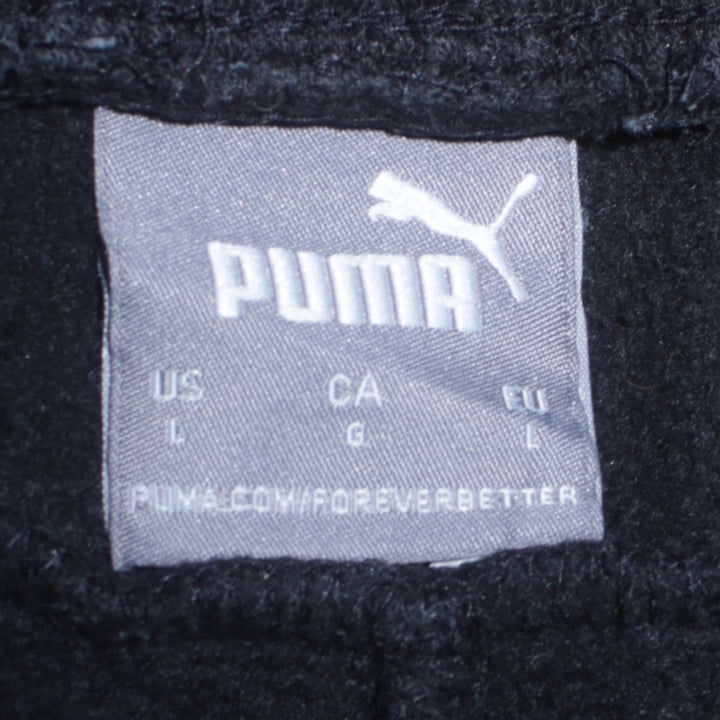 PUMA
US CA EU
L G L
PUMA.COM/FOREVERBETTER